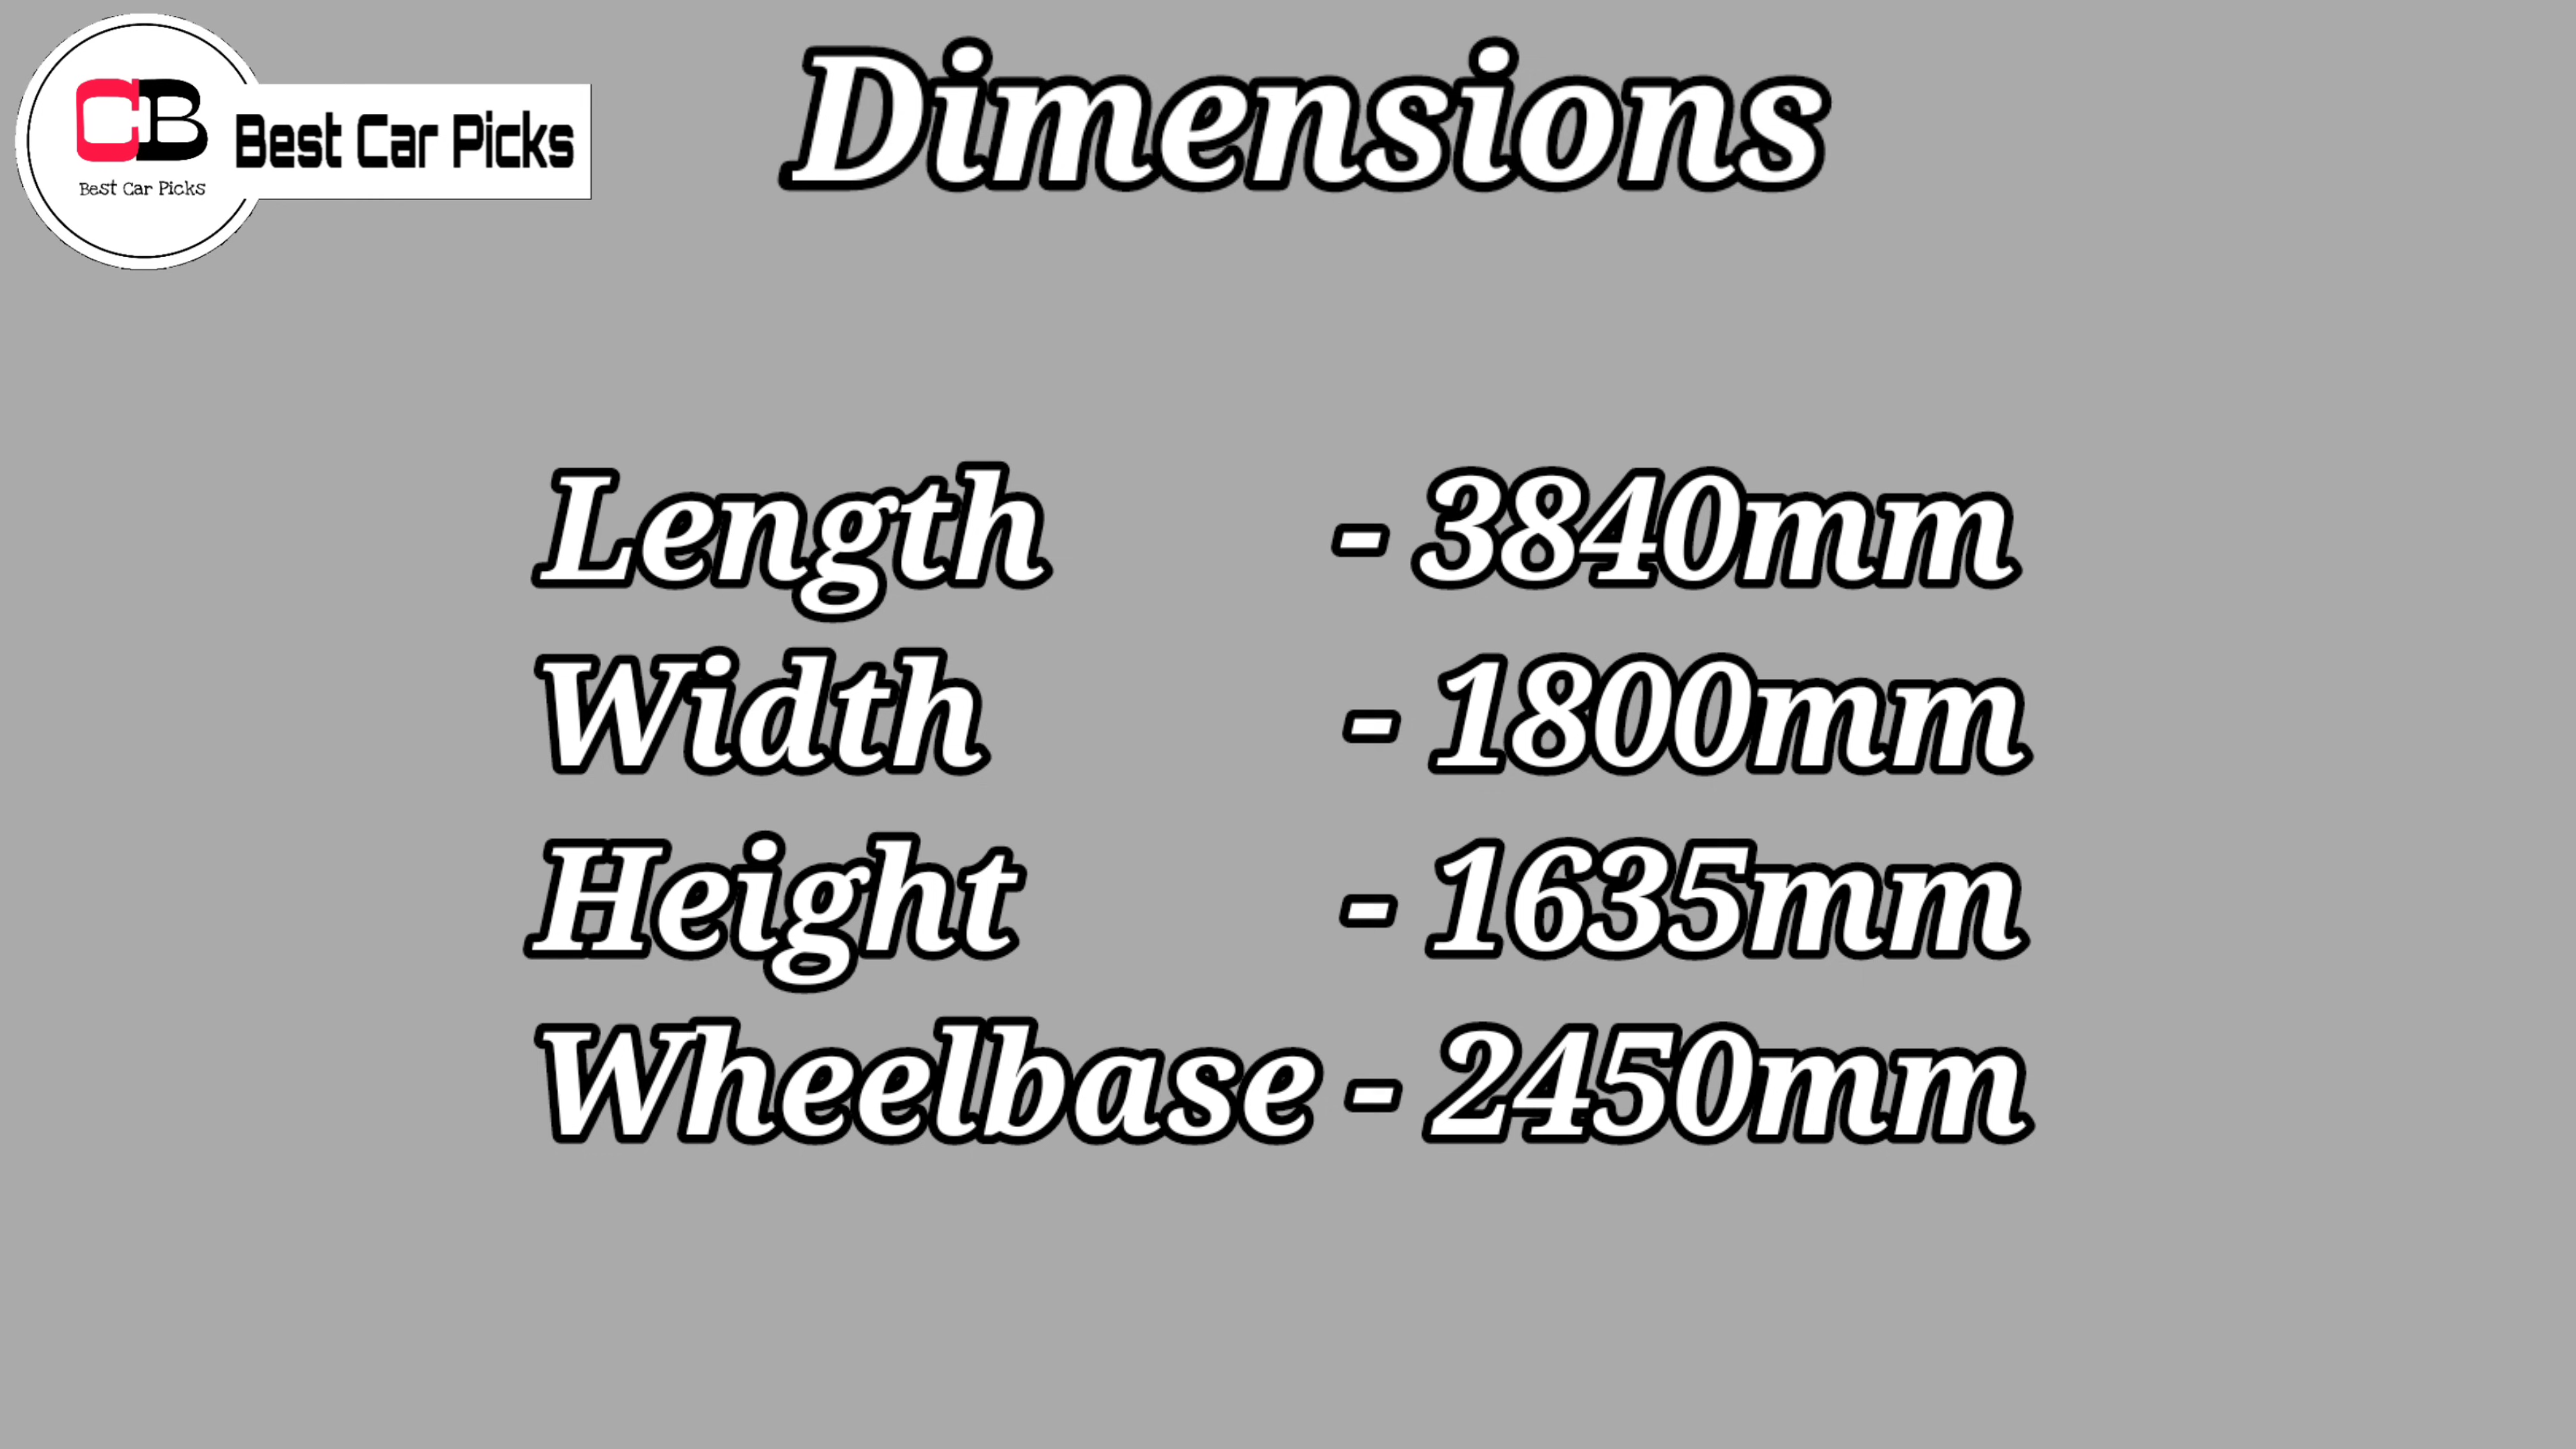 CB
Best Car Picks
Best Car Picks
Dimensions
Length - 3840mm
Width - 1800mm
Height - 1635mm
Wheelbase - 2450mm